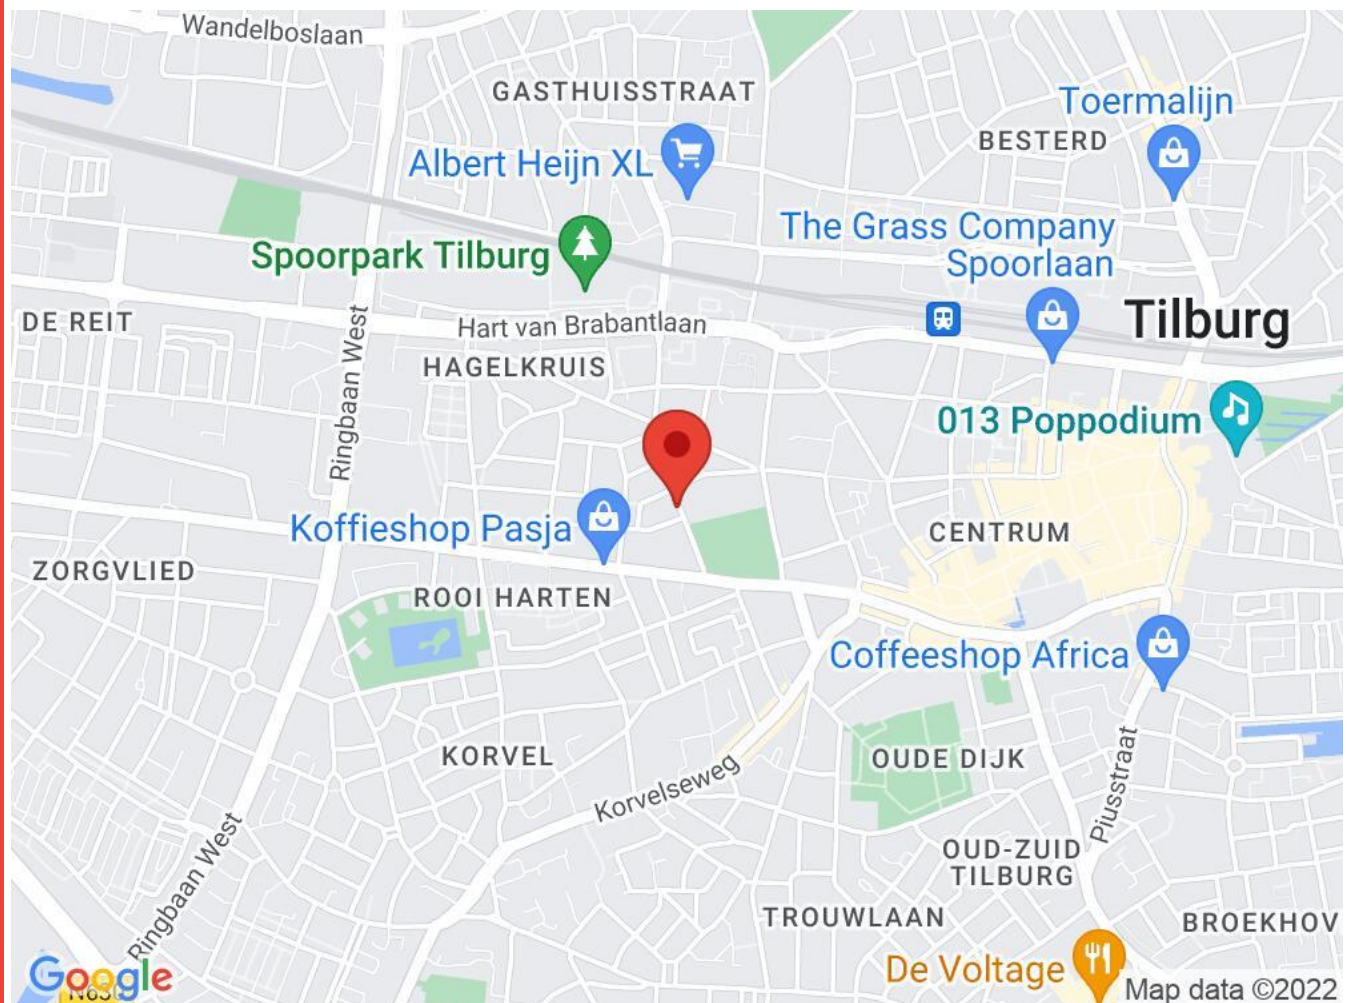 Wandelboslaan
GASTHUISSTRAAT
Toermalijn
BESTERD
Albert Heijn XL
The Grass Company
Spoorlaan
Spoorpark Tilburg
DE REIT
Hart van Brabantlaan
Tilburg
HAGELKRUIS
Ringbaan West
013 Poppodium
Koffieshop Pasja
CENTRUM
ZORGVLIED
ROOI HARTEN
Coffeeshop Africa
KORVEL
OUDE DIJK
Korvelseweg
Piusstraat
Ringbaan West
OUD-ZUID
TILBURG
TROUWLAAN
BROEKHOV
De Voltage
Google
Map data ©2022